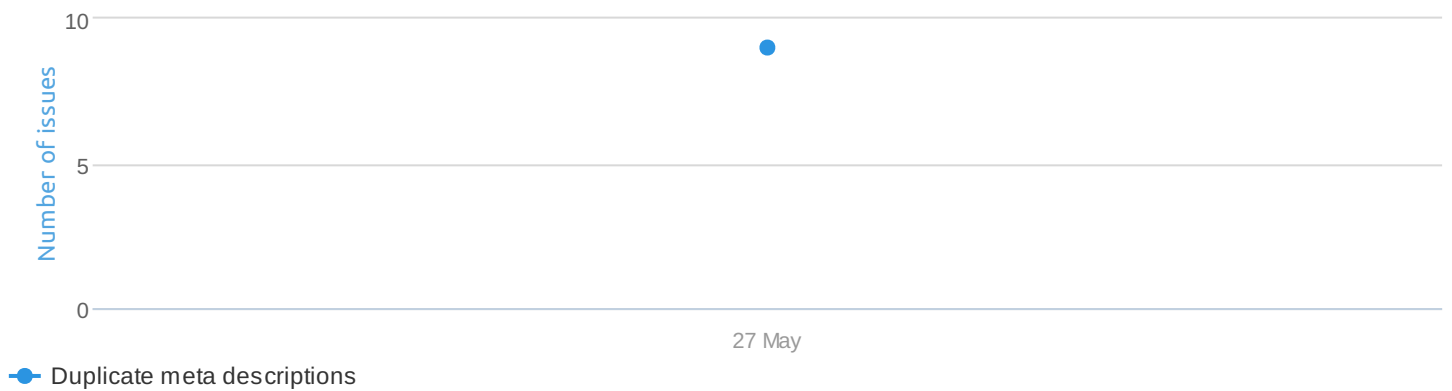 10
Number of issues
5
0
27 May
Duplicate meta descriptions